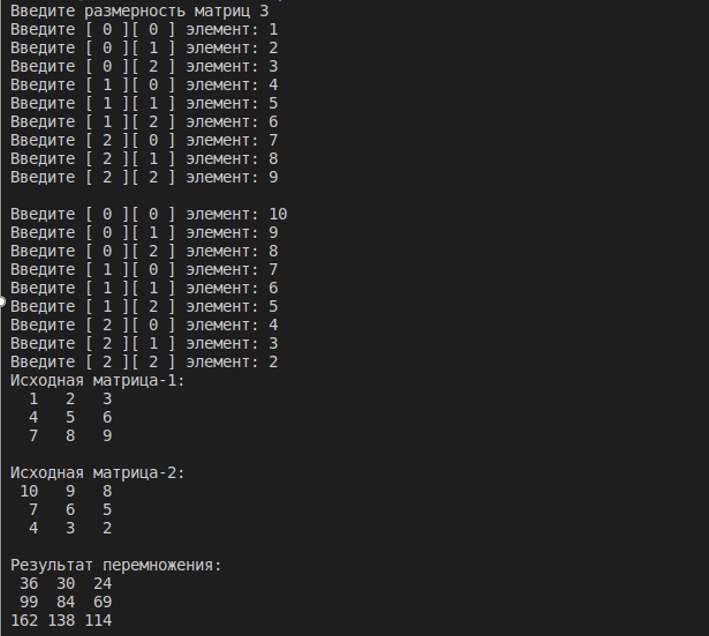 Введите размерность матриц 3
Введите [ 0 ][ 0 ] элемент: 1
Введите [ 0 ][ 1 ] элемент: 2
Введите [ 0 ][ 2 ] элемент: 3
Введите [ 1 ][ 0 ] элемент: 4
Введите [ 1 ][ 1 ] элемент: 5
Введите [ 1 ][ 2 ] элемент: 6
Введите [ 2 ][ 0 ] элемент: 7
Введите [ 2 ][ 1 ] элемент: 8
Введите [ 2 ][ 2 ] элемент: 9

Введите [ 0 ][ 0 ] элемент: 10
Введите [ 0 ][ 1 ] элемент: 9
Введите [ 0 ][ 2 ] элемент: 8
Введите [ 1 ][ 0 ] элемент: 7
Введите [ 1 ][ 1 ] элемент: 6
Введите [ 1 ][ 2 ] элемент: 5
Введите [ 2 ][ 0 ] элемент: 4
Введите [ 2 ][ 1 ] элемент: 3
Введите [ 2 ][ 2 ] элемент: 2
Исходная матрица-1:
  1   2   3
  4   5   6
  7   8   9

Исходная матрица-2:
 10   9   8
  7   6   5
  4   3   2

Результат перемножения:
 36  30  24
 99  84  69
162 138 114